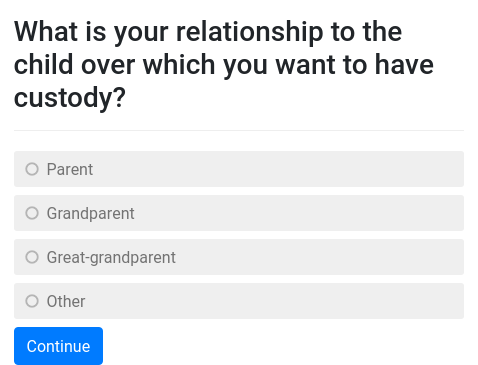 What is your relationship to the
child over which you want to have
custody?
Parent
Grandparent
Great-grandparent
Other
Continue